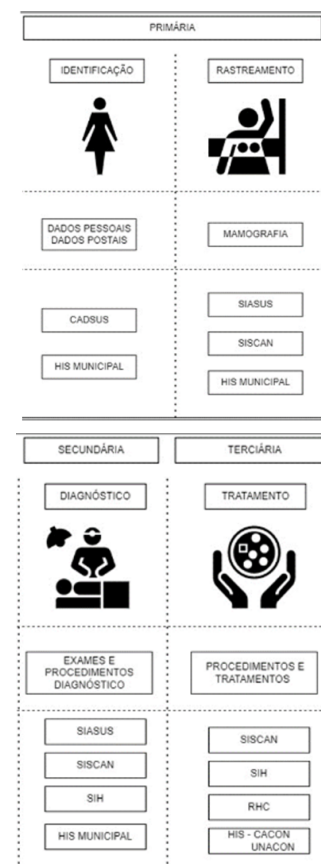 PRIMÁRIA
IDENTIFICAÇÃO
RASTREAMENTO
DADOS PESSOAIS
DADOS POSTAIS
MAMOGRAFIA
CADSUS
HIS MUNICIPAL
SIASUS
SISCAN
HIS MUNICIPAL
SECUNDÁRIA
TERCIÁRIA
DIAGNÓSTICO
TRATAMENTO
EXAMES E
PROCEDIMENTOS
DIAGNÓSTICO
PROCEDIMENTOS E
TRATAMENTOS
SIASUS
SISCAN
SIH
HIS MUNICIPAL
SISCAN
SIH
RHC
HIS - CACON
UNACON